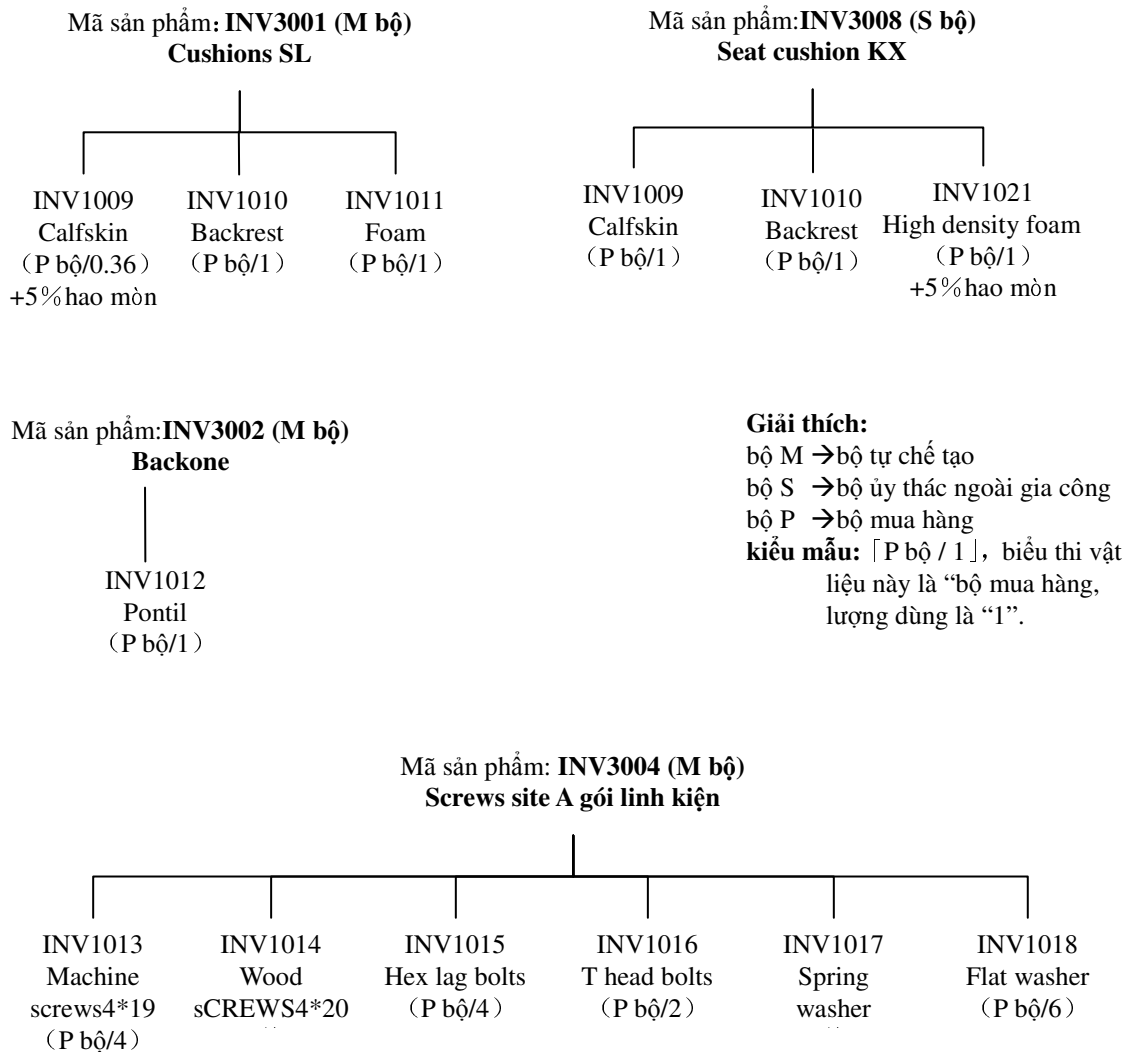 Mã sản phẩm: INV3001 (M bộ)
Cushions SL
INV1009
Calfskin
（P bộ/0.36）
+5%hao mòn
INV1010
Backrest
（P bộ/1）
INV1011
Foam
（P bộ/1）
Mã sản phẩm:INV3008 (S bộ)
Seat cushion KX
INV1009
Calfskin
（P bộ/1）
INV1010
Backrest
（P bộ/1）
INV1021
High density foam
（P bộ/1）
+5%hao mòn
Mã sản phẩm:INV3002 (M bộ)
Backone
INV1012
Pontil
（P bộ/1）
Giải thích:
bộ M →bộ tự chế tạo
bộ S →bộ ủy thác ngoài gia công
bộ P →bộ mua hàng
kiểu mẫu:「P bộ / 1」，biểu thi vật
liệu này là “bộ mua hàng,
lượng dùng là “1”.
Mã sản phẩm: INV3004 (M bộ)
Screws site A gói linh kiện
INV1013
Machine
screws4*19
（P bộ/4）
INV1014
Wood
sCREWS4*20
INV1015
Hex lag bolts
（P bộ/4）
INV1016
T head bolts
（P bộ/2）
INV1017
Spring
washer
INV1018
Flat washer
（P bộ/6）